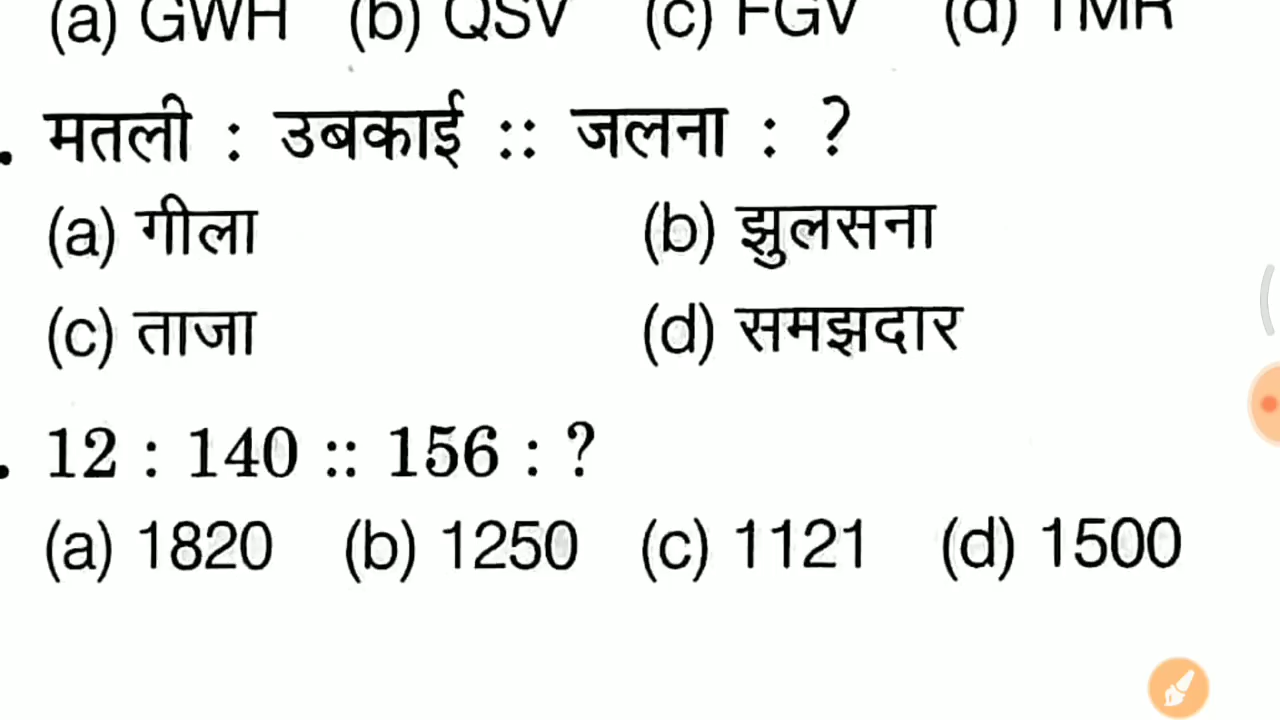 (a) GWH (b) QSV (c) FGV (d) TMR
. मतली : उबकाई :: जलना : ?
(a) गीला (b) झुलसना
(c) ताजा (d) समझदार
. 12 : 140 :: 156 : ?
(a) 1820 (b) 1250 (c) 1121 (d) 1500